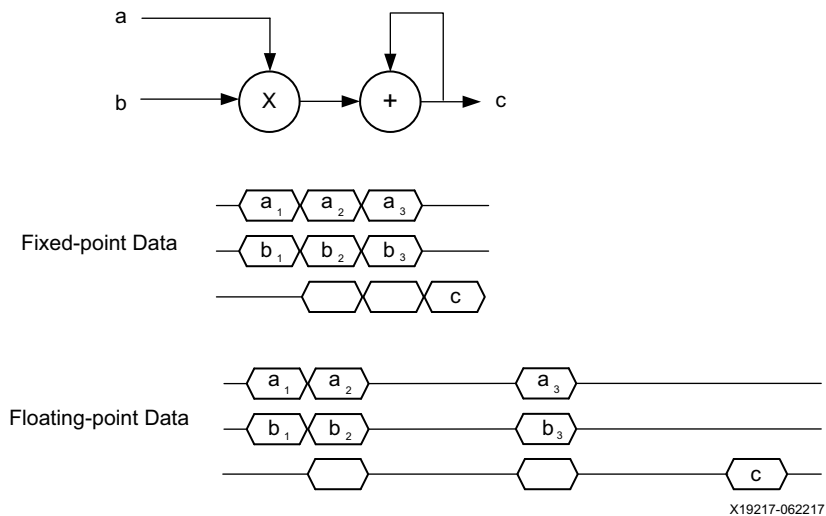 a
b
X
+
c
Fixed-point Data
a₁ a₂ a₃
b₁ b₂ b₃
c
Floating-point Data
a₁ a₂ a₃
b₁ b₂ b₃
c
X19217-062217